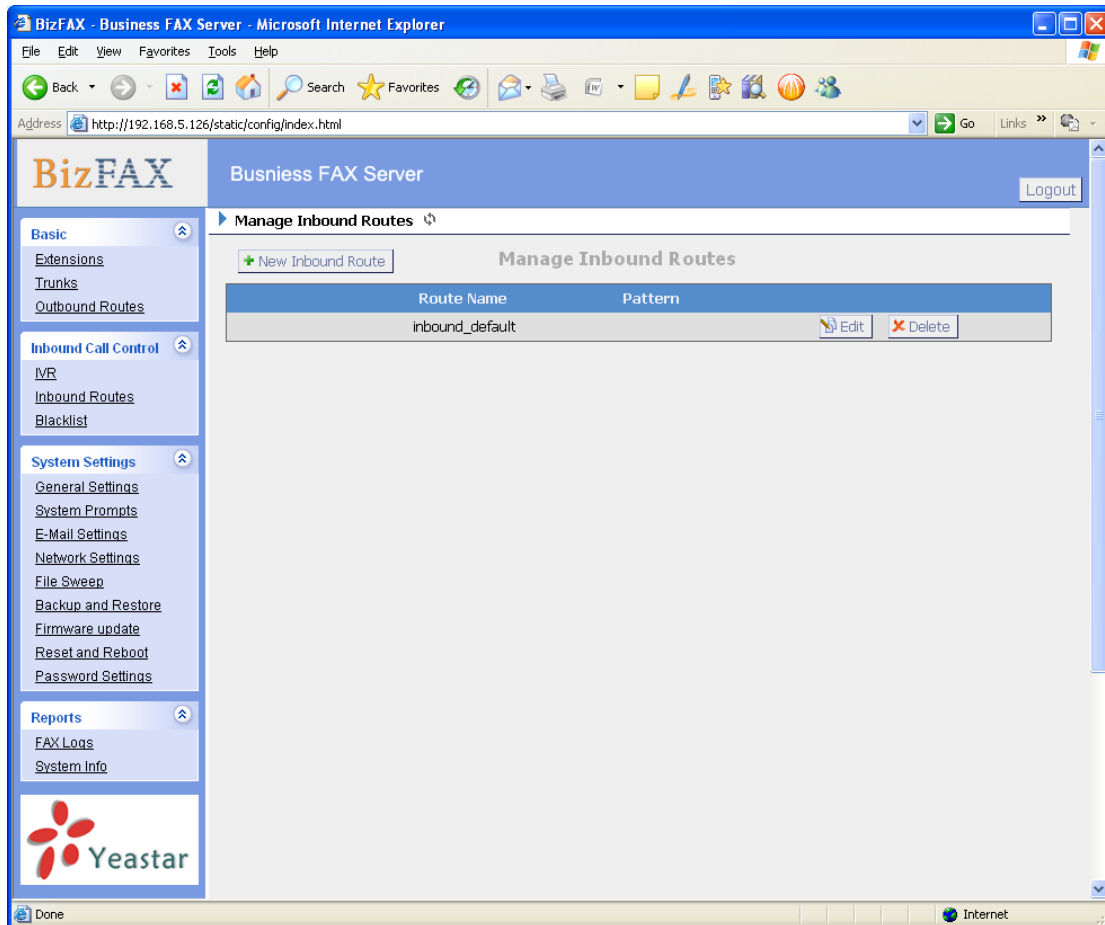 BizFAX - Business FAX Server - Microsoft Internet Explorer
File Edit View Favorites Tools Help
Back Search Favorites
Address http://192.168.5.126/static/config/index.html Go Links »
BizFAX Busniess FAX Server
Logout
Basic
Extensions
Trunks
Outbound Routes
Inbound Call Control
IVR
Inbound Routes
Blacklist
System Settings
General Settings
System Prompts
E-Mail Settings
Network Settings
File Sweep
Backup and Restore
Firmware update
Reset and Reboot
Password Settings
Reports
FAX Logs
System Info
Yeastar
Manage Inbound Routes
New Inbound Route Manage Inbound Routes
Route Name Pattern
inbound_default Edit Delete
Done Internet